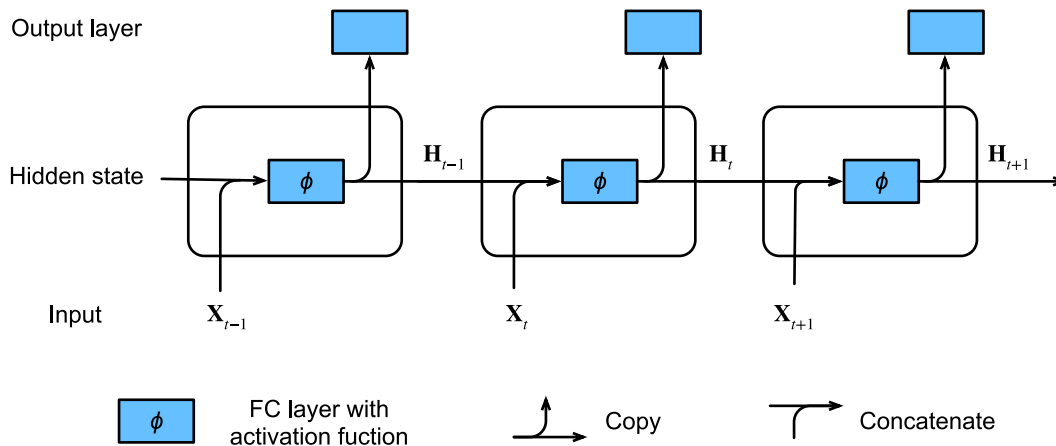 Output layer
Hidden state
ϕ
H_{t-1}
ϕ
H_t
ϕ
H_{t+1}
Input
X_{t-1}
X_t
X_{t+1}
ϕ
FC layer with
activation fuction
Copy
Concatenate